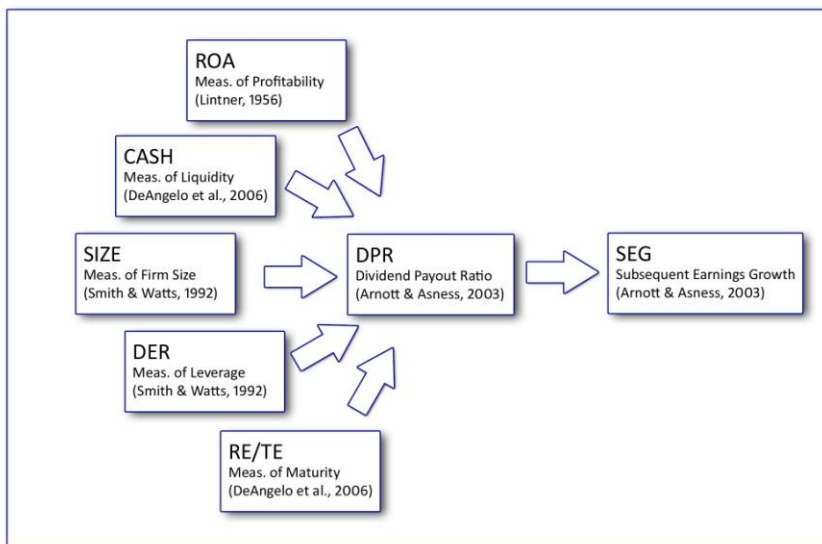 ROA
Meas. of Profitability
(Lintner, 1956)
CASH
Meas. of Liquidity
(DeAngelo et al., 2006)
SIZE
Meas. of Firm Size
(Smith & Watts, 1992)
DPR
Dividend Payout Ratio
(Arnott & Asness, 2003)
SEG
Subsequent Earnings Growth
(Arnott & Asness, 2003)
DER
Meas. of Leverage
(Smith & Watts, 1992)
RE/TE
Meas. of Maturity
(DeAngelo et al., 2006)